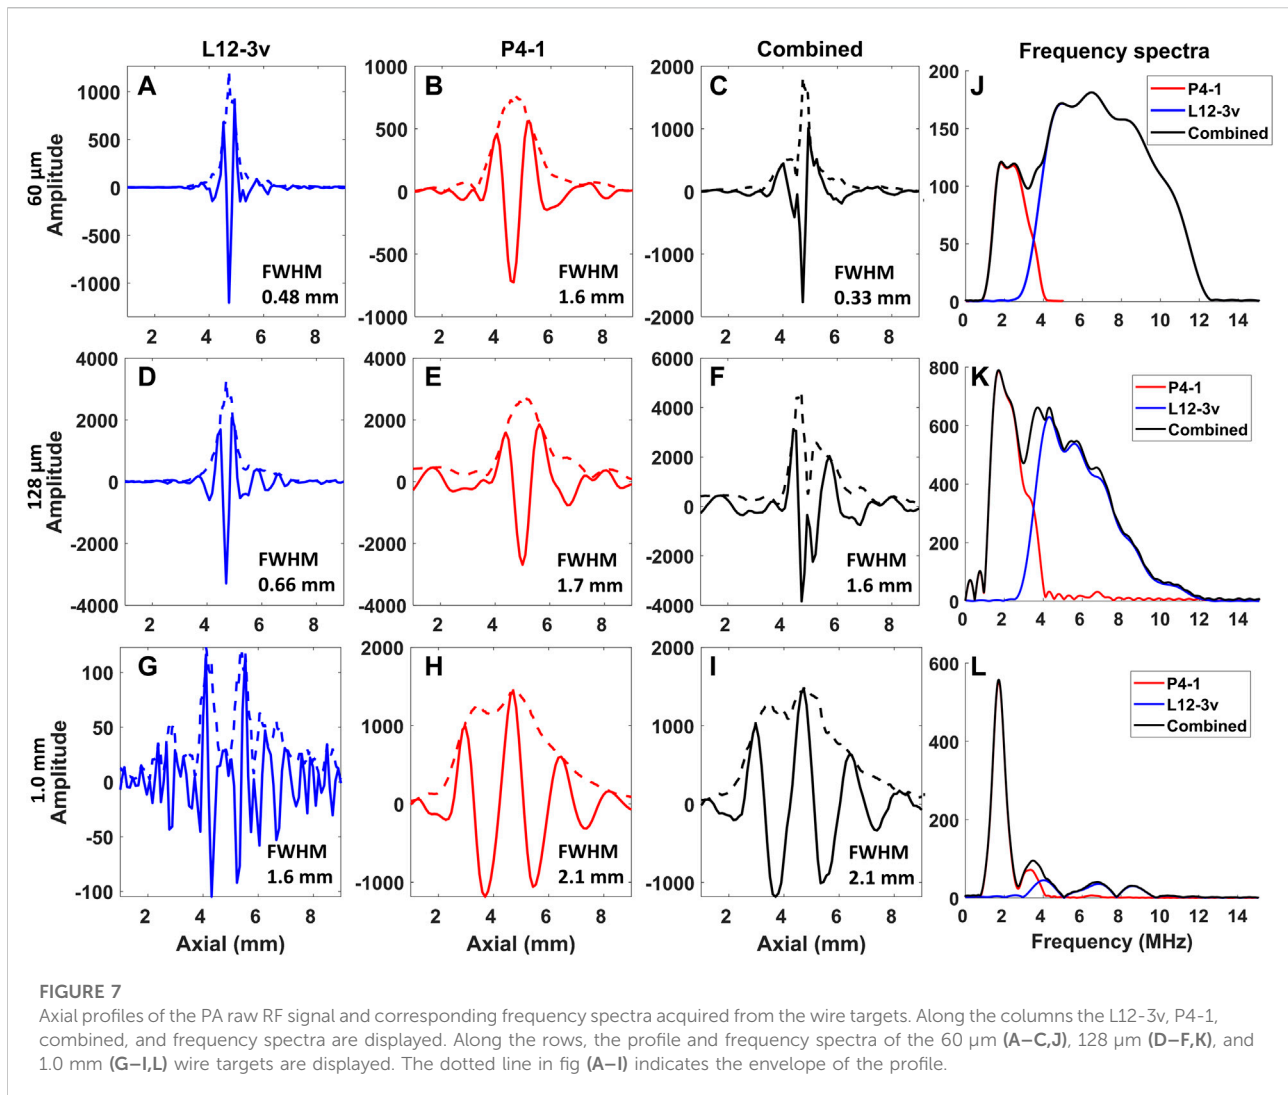 L12-3v P4-1 Combined Frequency spectra
A
1000
500
0
-500
-1000
60 µm
Amplitude
FWHM
0.48 mm
2 4 6 8
B
1000
500
0
-500
-1000
FWHM
1.6 mm
2 4 6 8
C
2000
1500
1000
500
0
-500
-1000
-1500
-2000
FWHM
0.33 mm
2 4 6 8
J
200
150
100
50
0
P4-1
L12-3v
Combined
0 2 4 6 8 10 12 14
D
4000
2000
0
-2000
-4000
128 µm
Amplitude
FWHM
0.66 mm
2 4 6 8
E
4000
2000
0
-2000
-4000
FWHM
1.7 mm
2 4 6 8
F
6000
4000
2000
0
-2000
-4000
FWHM
1.6 mm
2 4 6 8
K
800
600
400
200
0
P4-1
L12-3v
Combined
0 2 4 6 8 10 12 14
G
100
50
0
-50
-100
1.0 mm
Amplitude
FWHM
1.6 mm
2 4 6 8
Axial (mm)
H
2000
1000
0
-1000
FWHM
2.1 mm
2 4 6 8
Axial (mm)
I
2000
1000
0
-1000
FWHM
2.1 mm
2 4 6 8
Axial (mm)
L
600
400
200
0
P4-1
L12-3v
Combined
0 2 4 6 8 10 12 14
Frequency (MHz)
FIGURE 7
Axial profiles of the PA raw RF signal and corresponding frequency spectra acquired from the wire targets. Along the columns the L12-3v, P4-1,
combined, and frequency spectra are displayed. Along the rows, the profile and frequency spectra of the 60 µm (A–C,J), 128 µm (D–F,K), and
1.0 mm (G–I,L) wire targets are displayed. The dotted line in fig (A–I) indicates the envelope of the profile.